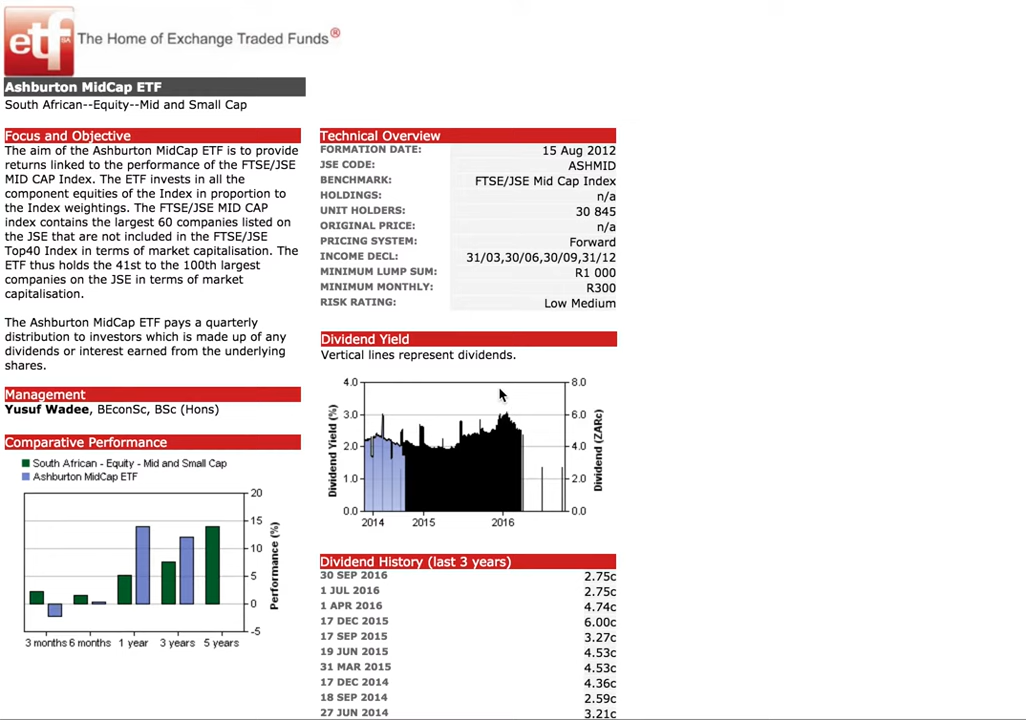 etf SA The Home of Exchange Traded Funds®
Ashburton MidCap ETF
South African--Equity--Mid and Small Cap
Focus and Objective
The aim of the Ashburton MidCap ETF is to provide
returns linked to the performance of the FTSE/JSE
MID CAP Index. The ETF invests in all the
component equities of the Index in proportion to
the Index weightings. The FTSE/JSE MID CAP
index contains the largest 60 companies listed on
the JSE that are not included in the FTSE/JSE
Top40 Index in terms of market capitalisation. The
ETF thus holds the 41st to the 100th largest
companies on the JSE in terms of market
capitalisation.
The Ashburton MidCap ETF pays a quarterly
distribution to investors which is made up of any
dividends or interest earned from the underlying
shares.
Management
Yusuf Wadee, BEconSc, BSc (Hons)
Comparative Performance
South African - Equity - Mid and Small Cap
Ashburton MidCap ETF
20
15
10
5
0
-5
Performance (%)
3 months 6 months 1 year 3 years 5 years
Technical Overview
FORMATION DATE: 15 Aug 2012
JSE CODE: ASHMID
BENCHMARK: FTSE/JSE Mid Cap Index
HOLDINGS: n/a
UNIT HOLDERS: 30 845
ORIGINAL PRICE: n/a
PRICING SYSTEM: Forward
INCOME DECL: 31/03,30/06,30/09,31/12
MINIMUM LUMP SUM: R1 000
MINIMUM MONTHLY: R300
RISK RATING: Low Medium
Dividend Yield
Vertical lines represent dividends.
Dividend Yield (%)
4.0 8.0
3.0 6.0
2.0 4.0
1.0 2.0
0.0 0.0
Dividend (ZARc)
2014 2015 2016
Dividend History (last 3 years)
30 SEP 2016 2.75c
1 JUL 2016 2.75c
1 APR 2016 4.74c
17 DEC 2015 6.00c
17 SEP 2015 3.27c
19 JUN 2015 4.53c
31 MAR 2015 4.53c
17 DEC 2014 4.36c
18 SEP 2014 2.59c
27 JUN 2014 3.21c